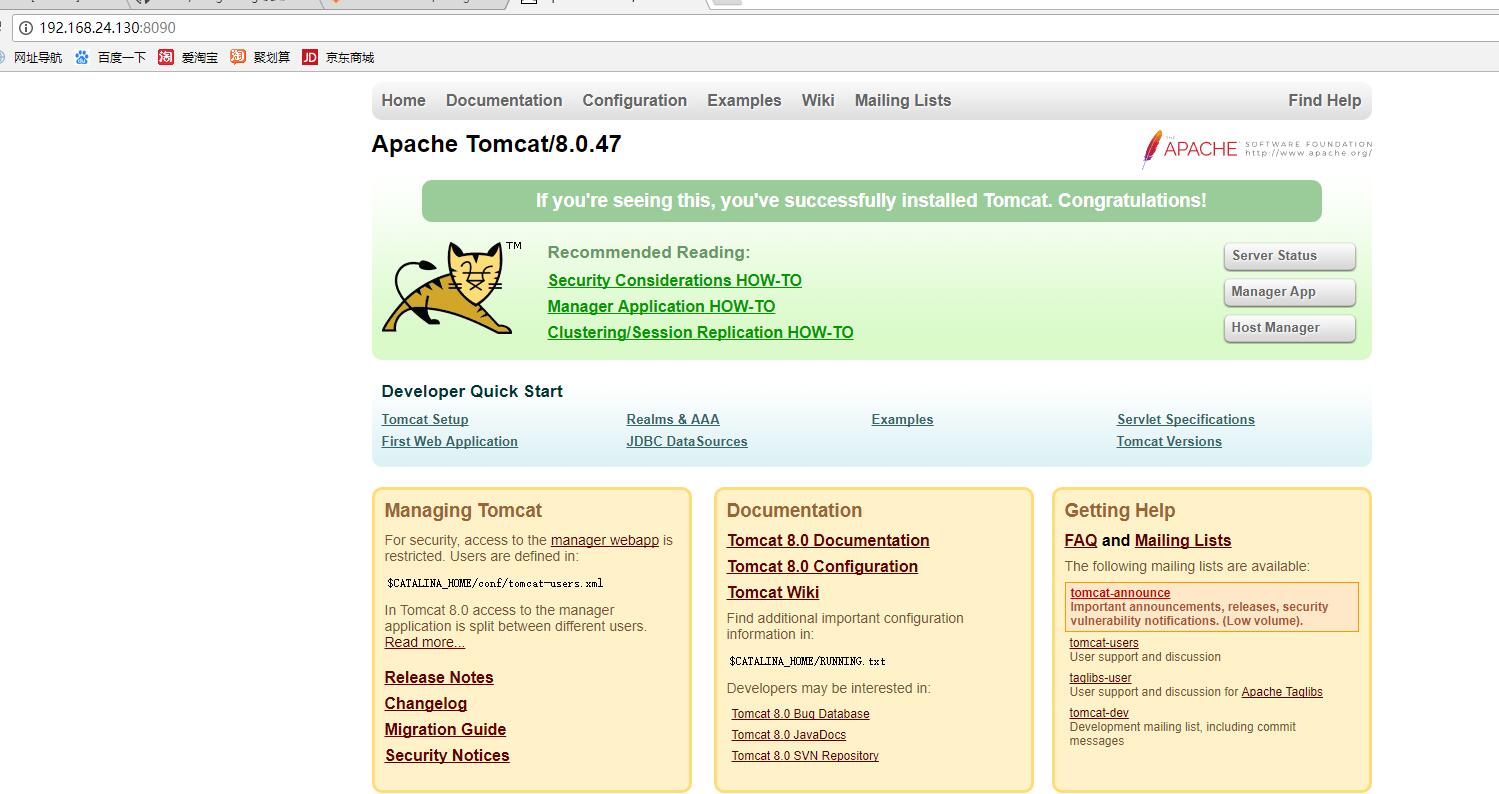 192.168.24.130:8090
网址导航 百度一下 淘 爱淘宝 淘 聚划算 JD 京东商城
Home Documentation Configuration Examples Wiki Mailing Lists Find Help
Apache Tomcat/8.0.47
THE APACHE SOFTWARE FOUNDATION
http://www.apache.org/
If you're seeing this, you've successfully installed Tomcat. Congratulations!
TM
Recommended Reading:
Security Considerations HOW-TO
Manager Application HOW-TO
Clustering/Session Replication HOW-TO
Server Status
Manager App
Host Manager
Developer Quick Start
Tomcat Setup
First Web Application
Realms & AAA
JDBC DataSources
Examples
Servlet Specifications
Tomcat Versions
Managing Tomcat
For security, access to the manager webapp is
restricted. Users are defined in:
$CATALINA_HOME/conf/tomcat-users.xml
In Tomcat 8.0 access to the manager
application is split between different users.
Read more...
Release Notes
Changelog
Migration Guide
Security Notices
Documentation
Tomcat 8.0 Documentation
Tomcat 8.0 Configuration
Tomcat Wiki
Find additional important configuration
information in:
$CATALINA_HOME/RUNNING.txt
Developers may be interested in:
Tomcat 8.0 Bug Database
Tomcat 8.0 JavaDocs
Tomcat 8.0 SVN Repository
Getting Help
FAQ and Mailing Lists
The following mailing lists are available:
tomcat-announce
Important announcements, releases, security
vulnerability notifications. (Low volume).
tomcat-users
User support and discussion
taglibs-user
User support and discussion for Apache Taglibs
tomcat-dev
Development mailing list, including commit
messages